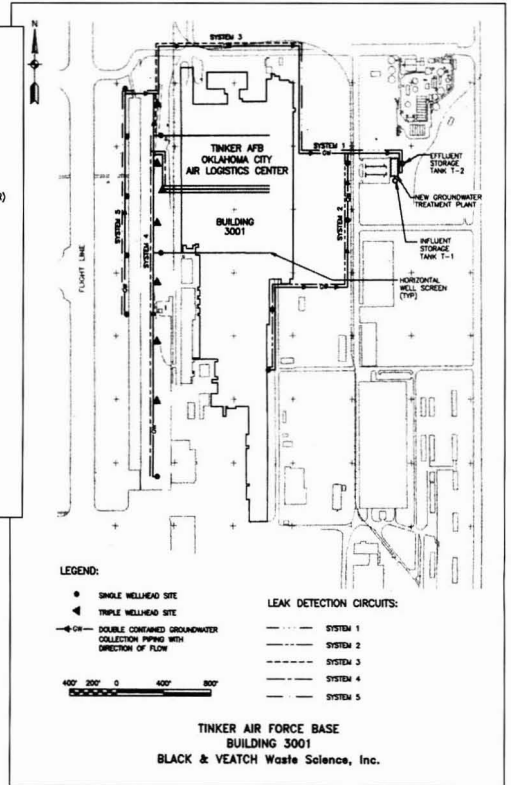 N
R)
SYSTEM 3
TINKER AFB
OKLAHOMA CITY
AIR LOGISTICS CENTER
BUILDING
3001
SYSTEM 1
GW
EFFLUENT
STORAGE
TANK T-2
NEW GROUNDWATER
TREATMENT PLANT
INFLUENT
STORAGE
TANK T-1
SYSTEM 2
HORIZONTAL
WELL SCREEN
(TYP)
SYSTEM 5
SYSTEM 4
FLIGHT LINE
GW
GW
LEGEND:
SINGLE WELLHEAD SITE
TRIPLE WELLHEAD SITE
GW DOUBLE CONTAINED GROUNDWATER
COLLECTION PIPING WITH
DIRECTION OF FLOW
400' 200' 0 400' 800'
LEAK DETECTION CIRCUITS:
SYSTEM 1
SYSTEM 2
SYSTEM 3
SYSTEM 4
SYSTEM 5
TINKER AIR FORCE BASE
BUILDING 3001
BLACK & VEATCH Waste Science, Inc.